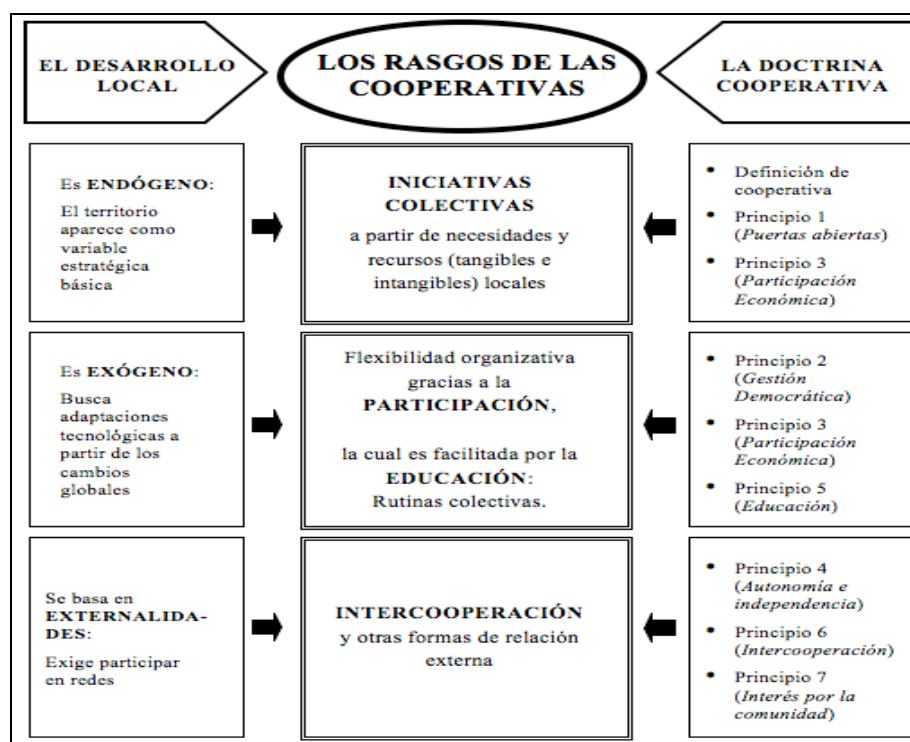 EL DESARROLLO
LOCAL
LOS RASGOS DE LAS
COOPERATIVAS
LA DOCTRINA
COOPERATIVA
Es ENDÓGENO:
El territorio
aparece como
variable
estratégica
básica
INICIATIVAS
COLECTIVAS
a partir de necesidades y
recursos (tangibles e
intangibles) locales
• Definición de
cooperativa
• Principio 1
(Puertas abiertas)
• Principio 3
(Participación
Económica)
Es EXÓGENO:
Busca
adaptaciones
tecnológicas a
partir de los
cambios
globales
Flexibilidad organizativa
gracias a la
PARTICIPACIÓN,
la cual es facilitada por la
EDUCACIÓN:
Rutinas colectivas.
• Principio 2
(Gestión
Democrática)
• Principio 3
(Participación
Económica)
• Principio 5
(Educación)
Se basa en
EXTERNALIDA-
DES:
Exige participar
en redes
INTERCOOPERACIÓN
y otras formas de relación
externa
• Principio 4
(Autonomía e
independencia)
• Principio 6
(Intercooperación)
• Principio 7
(Interés por la
comunidad)